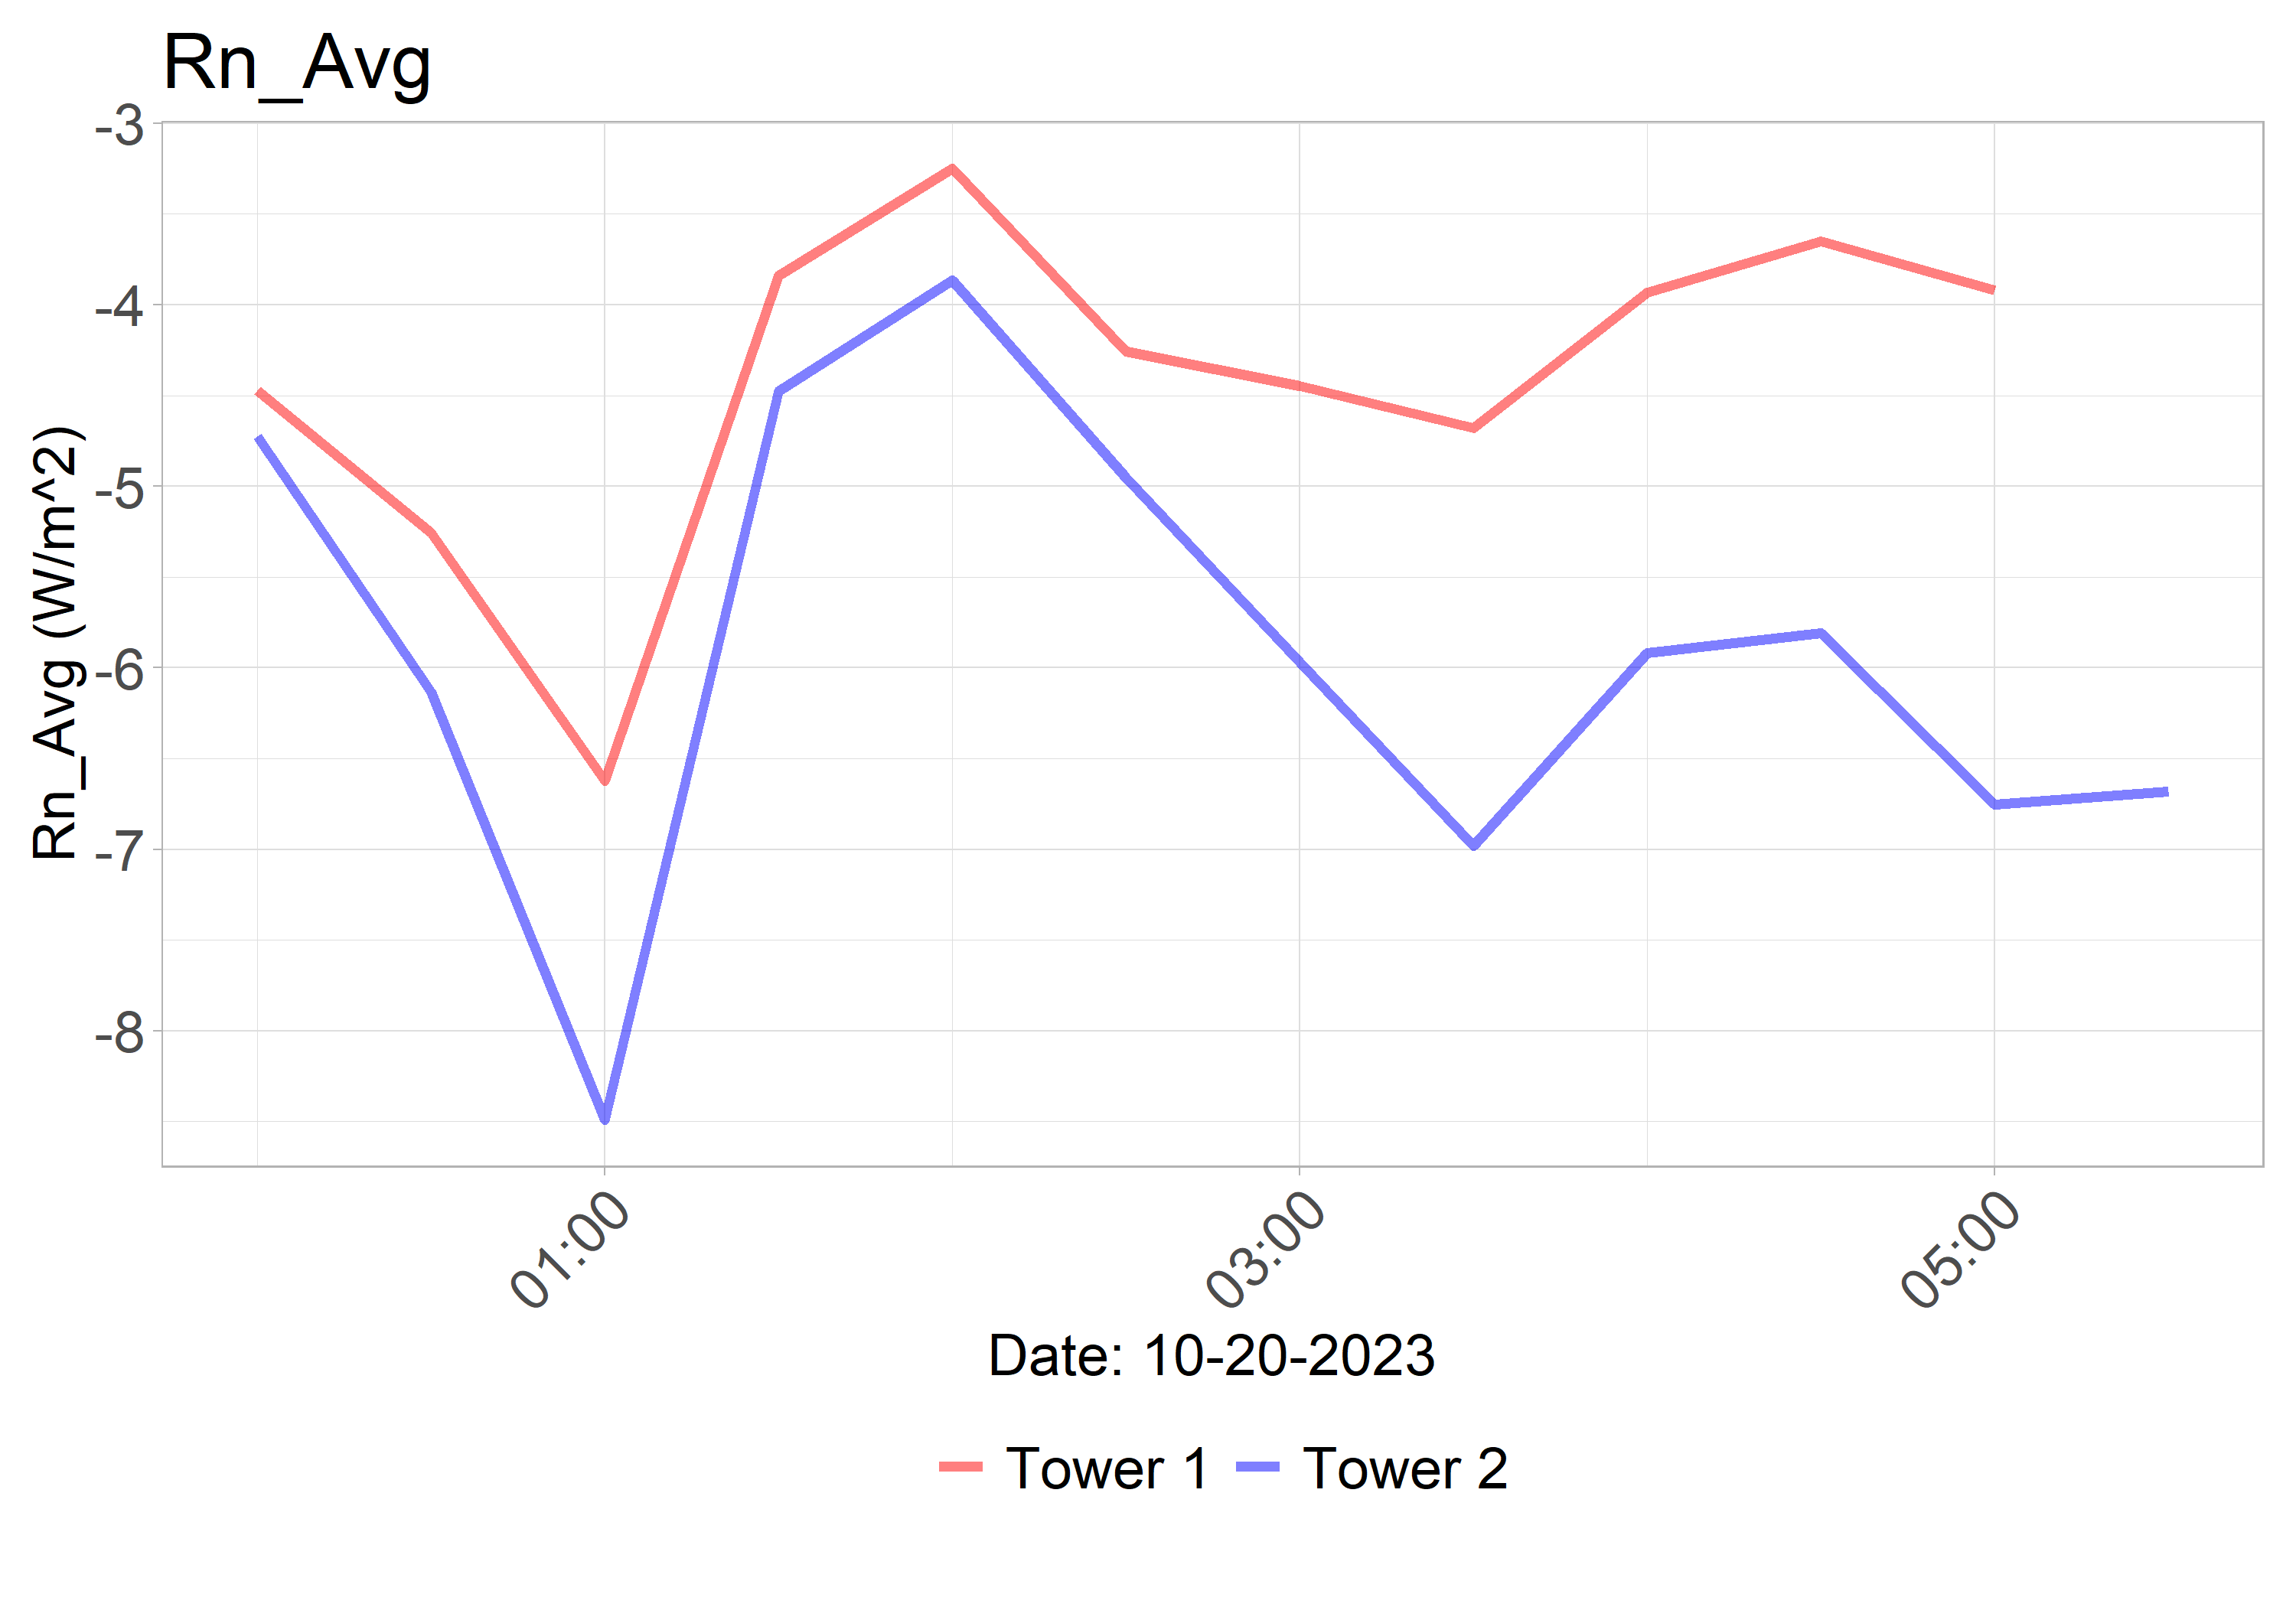 Rn_Avg
-3
-4
-5
-6
-7
-8
Rn_Avg (W/m^2)
01:00
03:00
05:00
Date: 10-20-2023
Tower 1 Tower 2